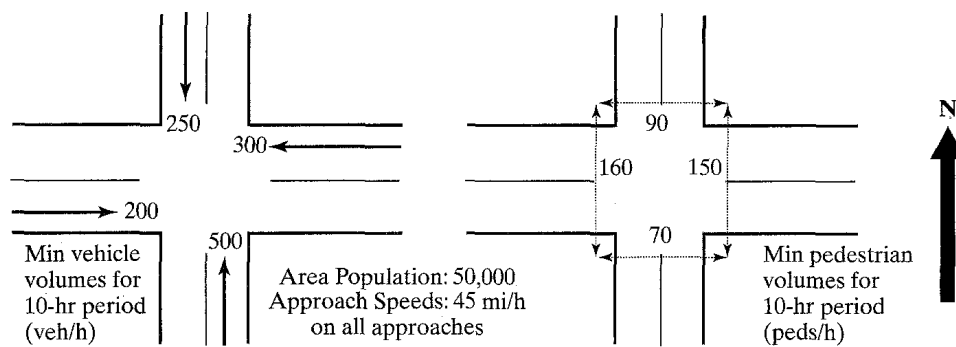 250
300
200
500
Min vehicle
volumes for
10-hr period
(veh/h)
Area Population: 50,000
Approach Speeds: 45 mi/h
on all approaches
90
160
150
70
Min pedestrian
volumes for
10-hr period
(peds/h)
N